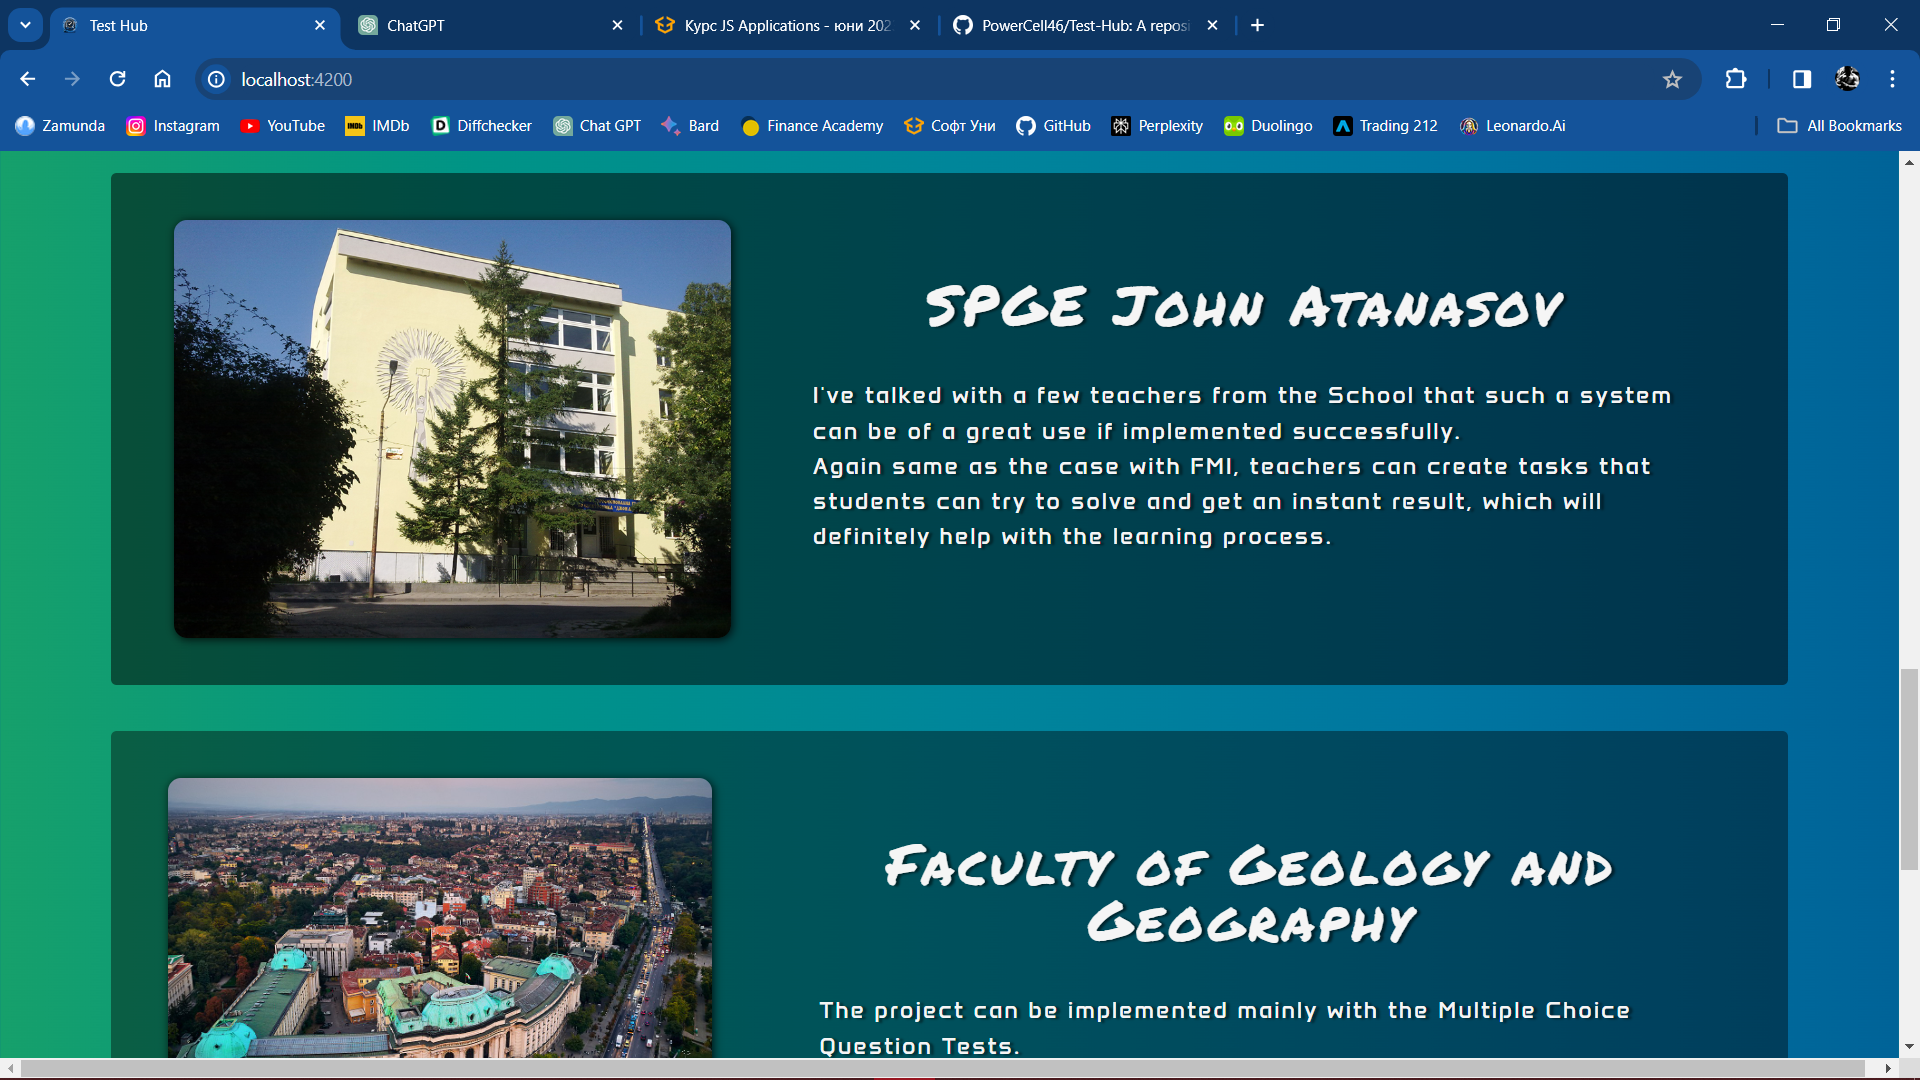 Test Hub
ChatGPT
Курс JS Applications - юни 202
PowerCell46/Test-Hub: A reposi
localhost:4200
Zamunda
Instagram
YouTube
IMDb
Diffchecker
Chat GPT
Bard
Finance Academy
Софт Уни
GitHub
Perplexity
Duolingo
Trading 212
Leonardo.Ai
All Bookmarks
SPGE John Atanasov
I've talked with a few teachers from the School that such a system
can be of a great use if implemented successfully.
Again same as the case with FMI, teachers can create tasks that
students can try to solve and get an instant result, which will
definitely help with the learning process.
Faculty of Geology and
Geography
The project can be implemented mainly with the Multiple Choice
Question Tests.